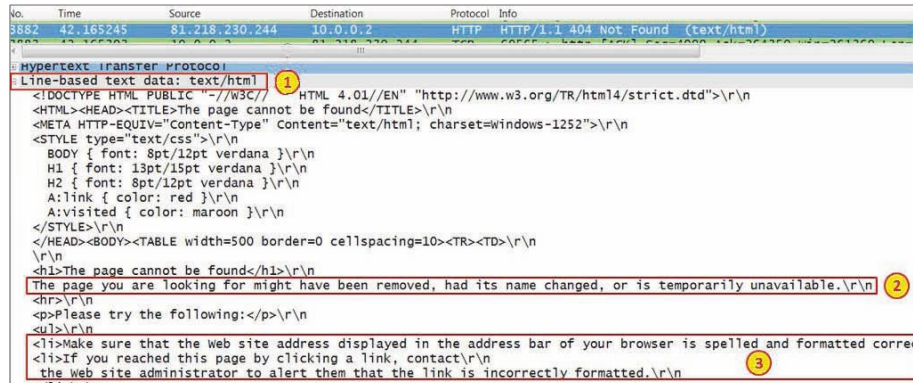 No. Time Source Destination Protocol Info
3882 42.165245 81.218.230.244 10.0.0.2 HTTP HTTP/1.1 404 Not Found (text/html)
Hypertext Transfer Protocol
Line-based text data: text/html 1
<!DOCTYPE HTML PUBLIC "-//W3C// HTML 4.01//EN" "http://www.w3.org/TR/html4/strict.dtd">\r\n
<HTML><HEAD><TITLE>The page cannot be found</TITLE>\r\n
<META HTTP-EQUIV="Content-Type" Content="text/html; charset=Windows-1252">\r\n
<STYLE type="text/css">\r\n
BODY { font: 8pt/12pt verdana }\r\n
H1 { font: 13pt/15pt verdana }\r\n
H2 { font: 8pt/12pt verdana }\r\n
A:link { color: red }\r\n
A:visited { color: maroon }\r\n
</STYLE>\r\n
</HEAD><BODY><TABLE width=500 border=0 cellspacing=10><TR><TD>\r\n
\r\n
<h1>The page cannot be found</h1>\r\n
The page you are looking for might have been removed, had its name changed, or is temporarily unavailable.\r\n 2
<hr>\r\n
<p>Please try the following:</p>\r\n
<ul>\r\n
<li>Make sure that the Web site address displayed in the address bar of your browser is spelled and formatted corre
<li>If you reached this page by clicking a link, contact\r\n
the Web site administrator to alert them that the link is incorrectly formatted.\r\n 3